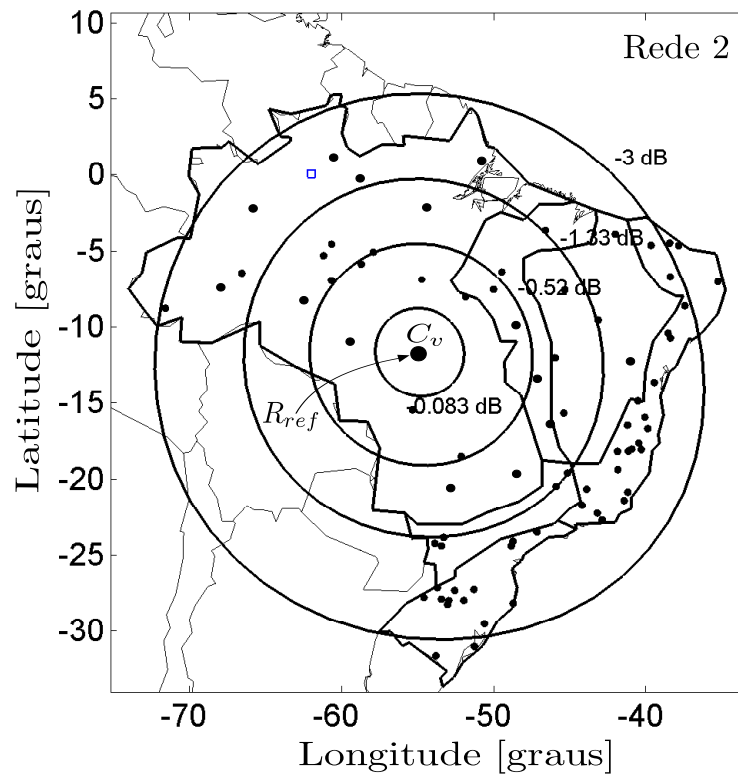 Rede 2
10
5
0
-5
-10
-15
-20
-25
-30
Latitude [graus]
-3 dB
-1.33 dB
-0.52 dB
C_v
-0.083 dB
R_ref
-70
-60
-50
-40
Longitude [graus]